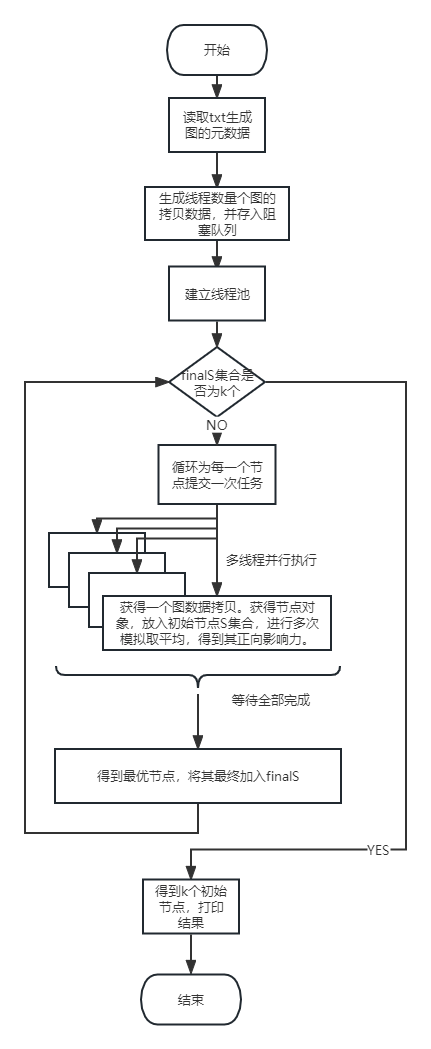 开始
读取txt生成
图的元数据
生成线程数量个图的
拷贝数据，并存入阻
塞队列
建立线程池
finalS集合是
否为k个
NO
循环为每一个节
点提交一次任务
多线程并行执行
获得一个图数据拷贝。获得节点对
象，放入初始节点S集合，进行多次
模拟取平均，得到其正向影响力。
等待全部完成
得到最优节点，将其最终加入finalS
YES
得到k个初始
节点，打印
结果
结束